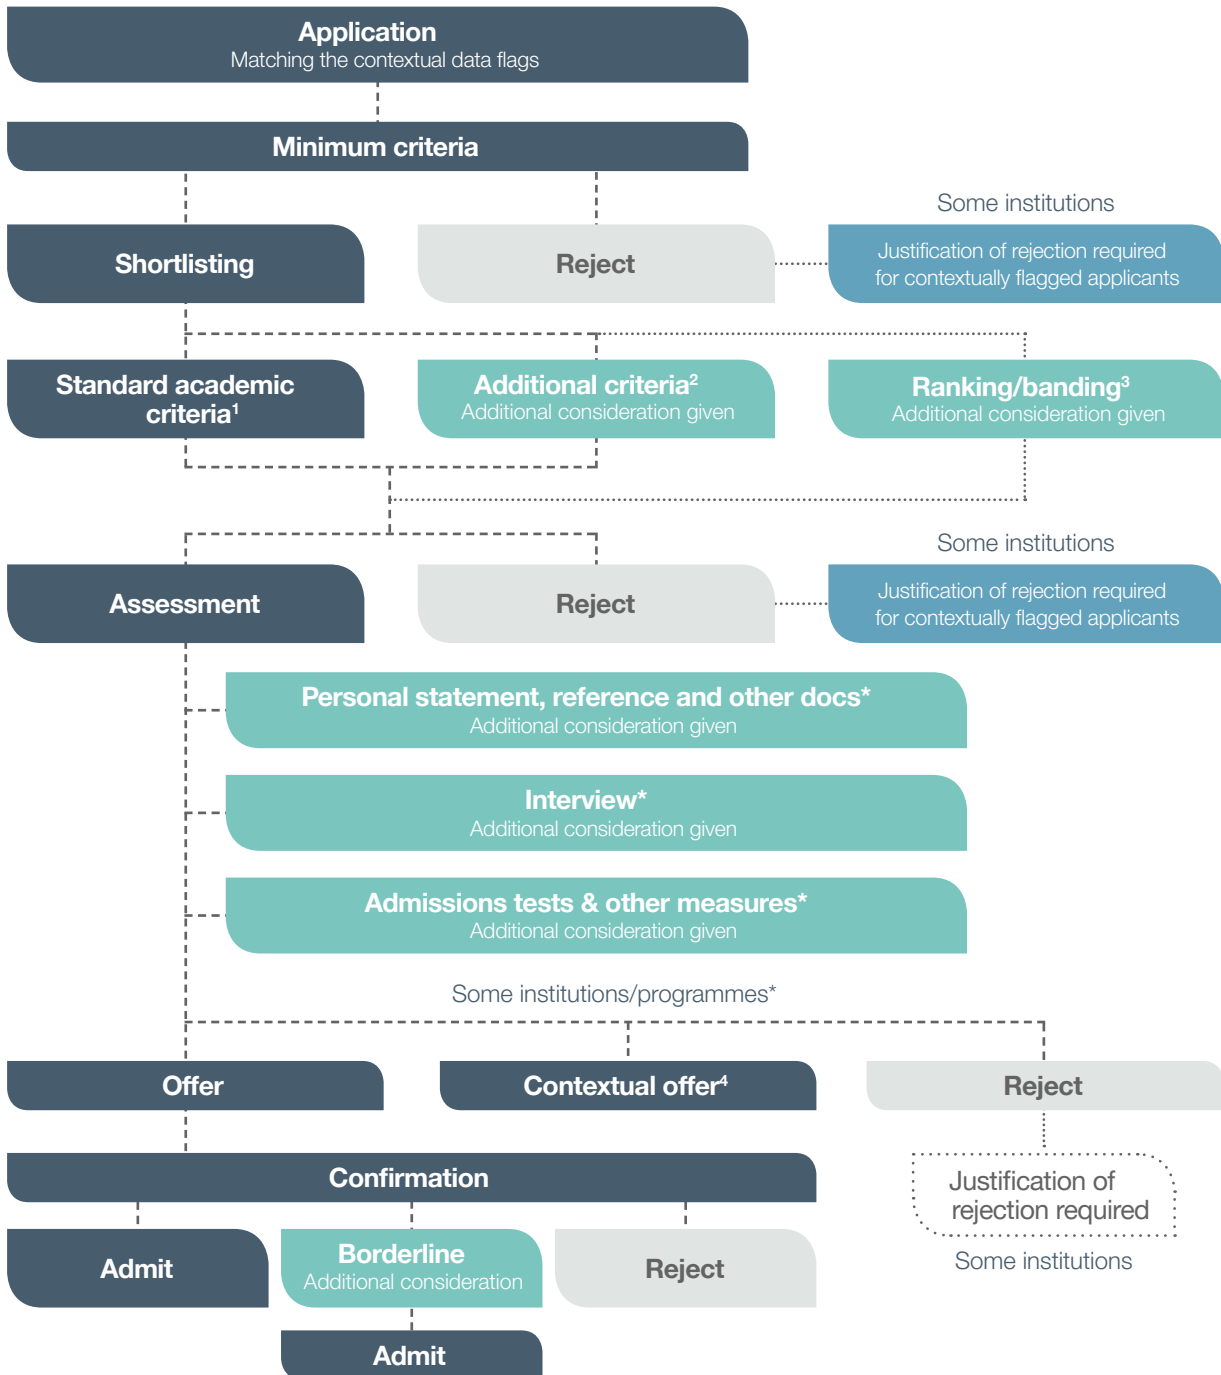 Application
Matching the contextual data flags
Minimum criteria
Some institutions
Shortlisting
Reject
Justification of rejection required
for contextually flagged applicants
Standard academic
criteria¹
Additional criteria²
Additional consideration given
Ranking/banding³
Additional consideration given
Some institutions
Assessment
Reject
Justification of rejection required
for contextually flagged applicants
Personal statement, reference and other docs*
Additional consideration given
Interview*
Additional consideration given
Admissions tests & other measures*
Additional consideration given
Some institutions/programmes*
Offer
Contextual offer⁴
Reject
Confirmation
Justification of
rejection required
Some institutions
Admit
Borderline
Additional consideration
Reject
Admit